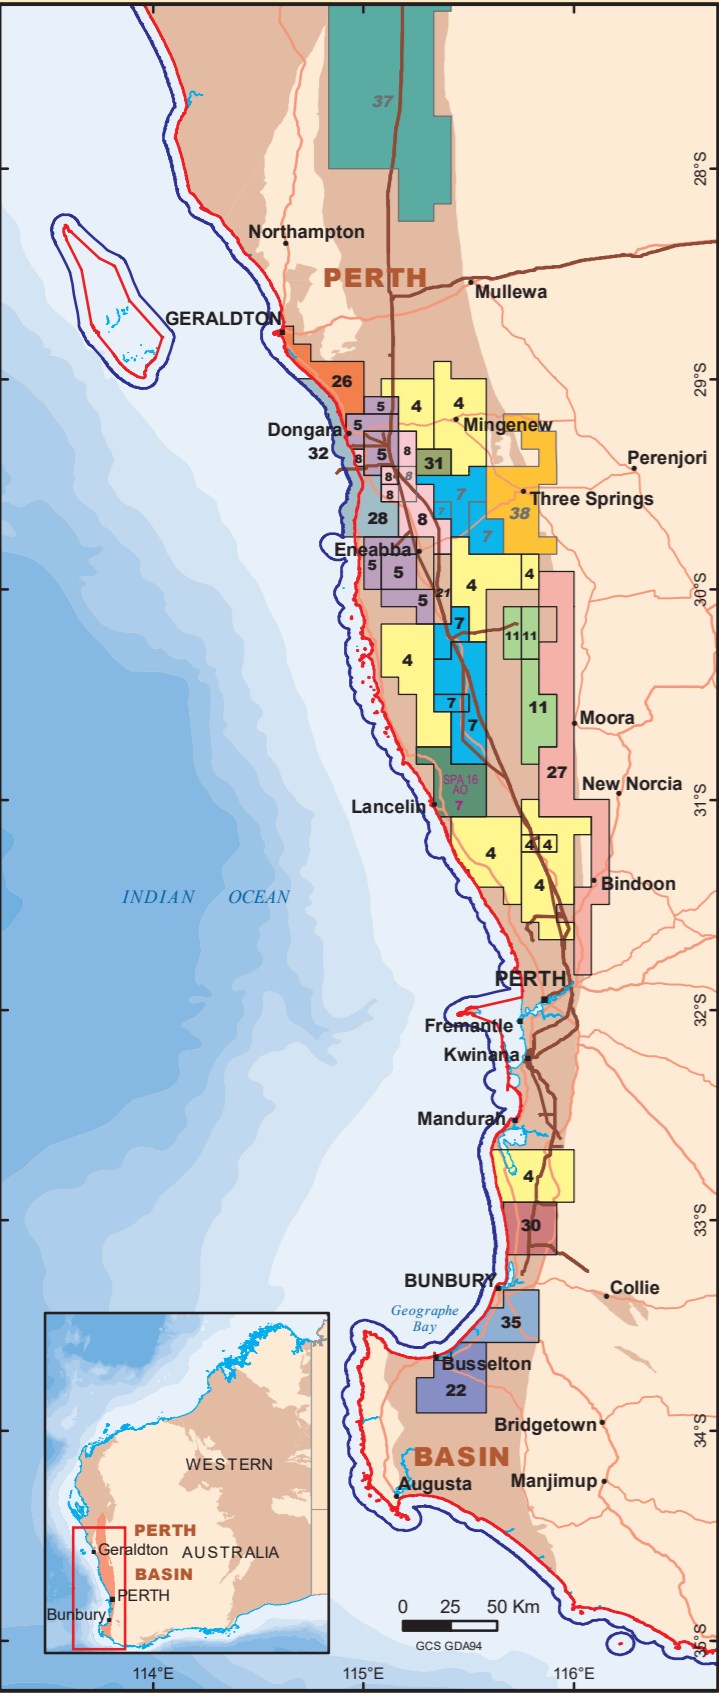 37
28°S
Northampton
PERTH
Mullewa
GERALDTON
29°S
26
5
4
4
5
Mingenew
Dongara
32
8
5
8
31
Perenjori
8
8
8
7
Three Springs
28
8
7
38
7
Eneabba
5
5
4
4
30°S
21
5
7
11
11
4
7
11
Moora
7
27
New Norcia
SPA 16
AO
7
31°S
Lancelin
4
4
4
4
Bindoon
INDIAN OCEAN
PERTH
32°S
Fremantle
Kwinana
Mandurah
4
33°S
30
BUNBURY
Collie
Geographe
Bay
35
Busselton
22
Bridgetown
34°S
BASIN
Augusta
Manjimup
WESTERN
PERTH
Geraldton
AUSTRALIA
BASIN
PERTH
Bunbury
0 25 50 Km
GCS GDA94
35°S
114°E
115°E
116°E